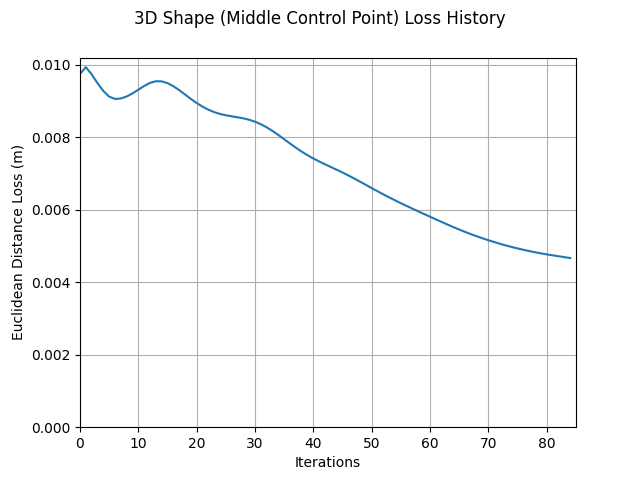 3D Shape (Middle Control Point) Loss History
0.010
0.008
0.006
0.004
0.002
0.000
Euclidean Distance Loss (m)
0 10 20 30 40 50 60 70 80
Iterations